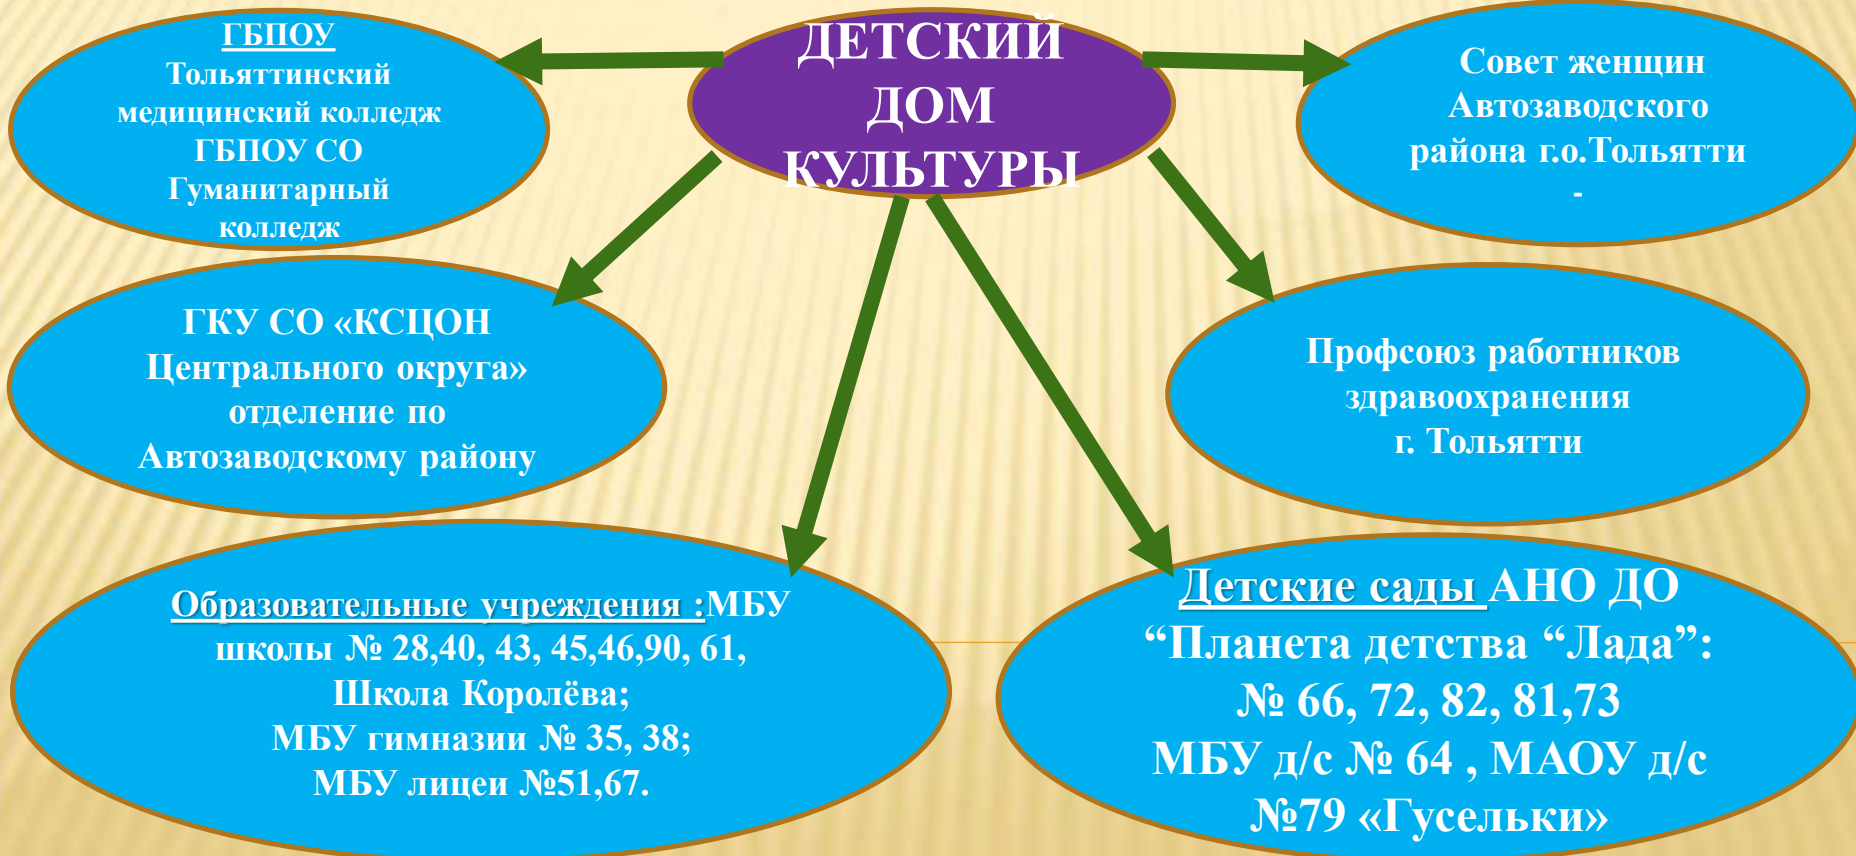 ГБПОУ
Тольяттинский
медицинский колледж
ГБПОУ СО
Гуманитарный
колледж
ДЕТСКИЙ
ДОМ
КУЛЬТУРЫ
Совет женщин
Автозаводского
района г.о.Тольятти
-
ГКУ СО «КСЦОН
Центрального округа»
отделение по
Автозаводскому району
Профсоюз работников
здравоохранения
г. Тольятти
Образовательные учреждения :МБУ
школы № 28,40, 43, 45,46,90, 61,
Школа Королёва;
МБУ гимназии № 35, 38;
МБУ лицеи №51,67.
Детские сады АНО ДО
“Планета детства “Лада”:
№ 66, 72, 82, 81,73
МБУ д/с № 64 , МАОУ д/с
№79 «Гусельки»